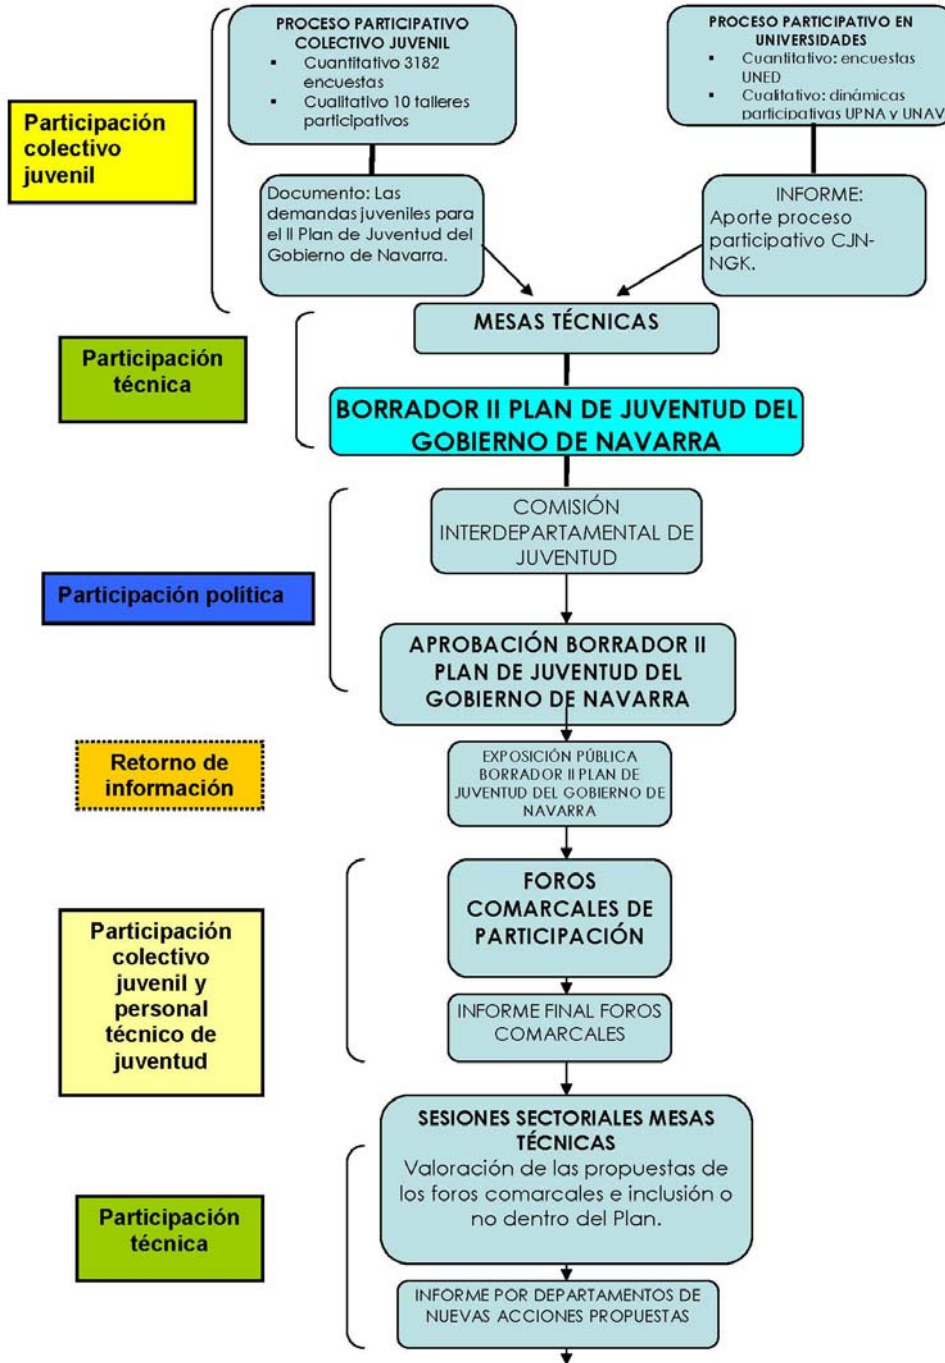 PROCESO PARTICIPATIVO
COLECTIVO JUVENIL
▪ Cuantitativo 3182
encuestas
▪ Cualitativo 10 talleres
participativos
PROCESO PARTICIPATIVO EN
UNIVERSIDADES
▪ Cuantitativo: encuestas
UNED
▪ Cualitativo: dinámicas
participativas UPNA y UNAV
Participación
colectivo
juvenil
Documento: Las
demandas juveniles para
el II Plan de Juventud del
Gobierno de Navarra.
INFORME:
Aporte proceso
participativo CJN-
NGK.
MESAS TÉCNICAS
Participación
técnica
BORRADOR II PLAN DE JUVENTUD DEL
GOBIERNO DE NAVARRA
COMISIÓN
INTERDEPARTAMENTAL DE
JUVENTUD
Participación política
APROBACIÓN BORRADOR II
PLAN DE JUVENTUD DEL
GOBIERNO DE NAVARRA
Retorno de
información
EXPOSICIÓN PÚBLICA
BORRADOR II PLAN DE
JUVENTUD DEL GOBIERNO DE
NAVARRA
FOROS
COMARCALES DE
PARTICIPACIÓN
Participación
colectivo
juvenil y
personal
técnico de
juventud
INFORME FINAL FOROS
COMARCALES
SESIONES SECTORIALES MESAS
TÉCNICAS
Valoración de las propuestas de
los foros comarcales e inclusión o
no dentro del Plan.
Participación
técnica
INFORME POR DEPARTAMENTOS DE
NUEVAS ACCIONES PROPUESTAS